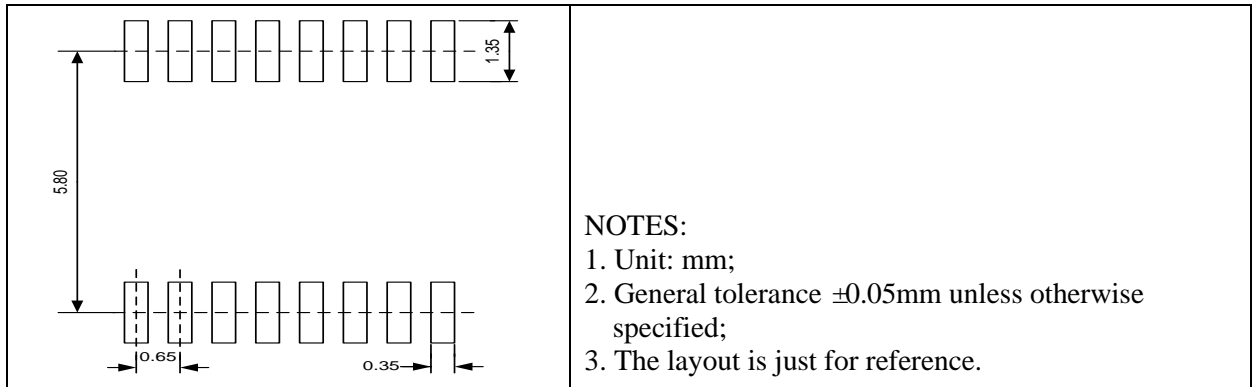 1.35
5.80
0.65
0.35
NOTES:
1. Unit: mm;
2. General tolerance ±0.05mm unless otherwise
specified;
3. The layout is just for reference.